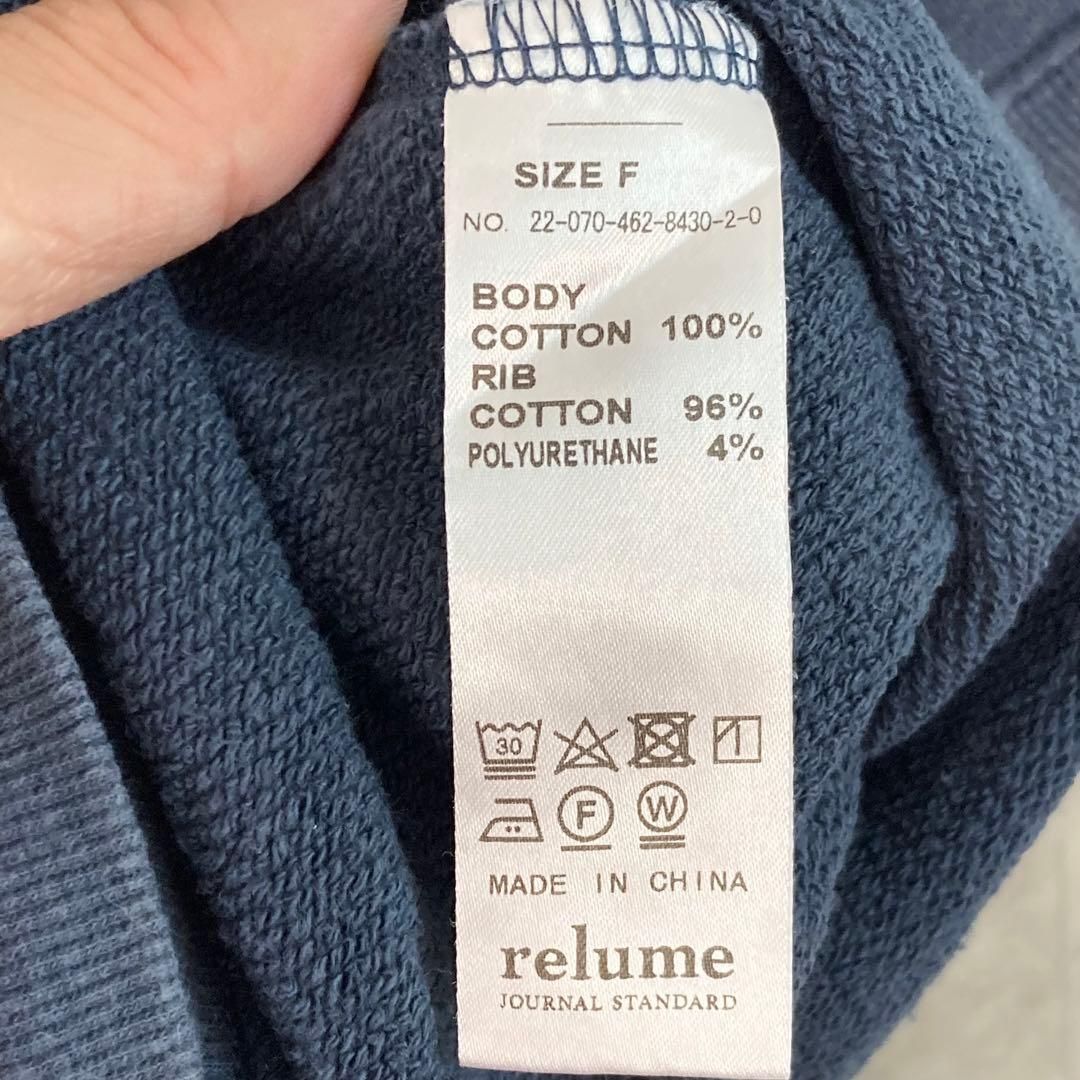 SIZE F
NO. 22-070-462-8430-2-0
BODY
COTTON 100%
RIB
COTTON 96%
POLYURETHANE 4%
30
F W
MADE IN CHINA
relume
JOURNAL STANDARD